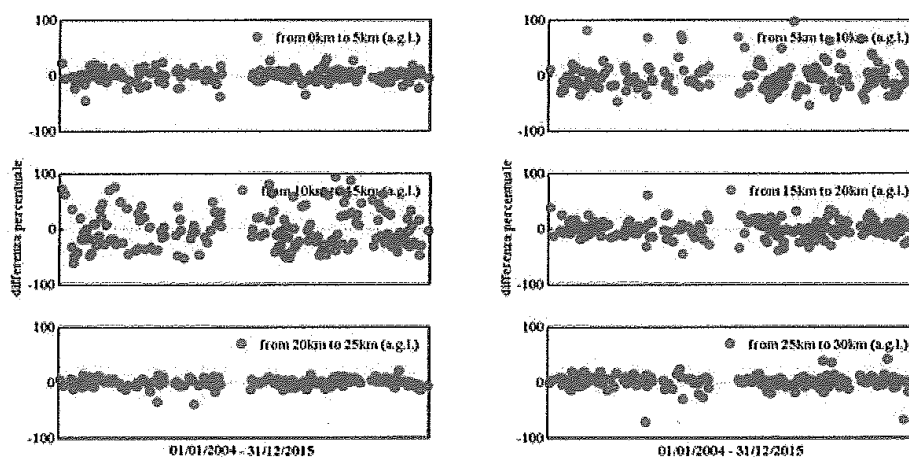 100
from 0km to 5km (a.g.l.)
0
-100
100
from 5km to 10km (a.g.l.)
0
-100
differenza percentuale
100
from 10km to 15km (a.g.l.)
0
-100
differenza percentuale
100
from 15km to 20km (a.g.l.)
0
-100
100
from 20km to 25km (a.g.l.)
0
-100
01/01/2004 - 31/12/2015
100
from 25km to 30km (a.g.l.)
0
-100
01/01/2004 - 31/12/2015